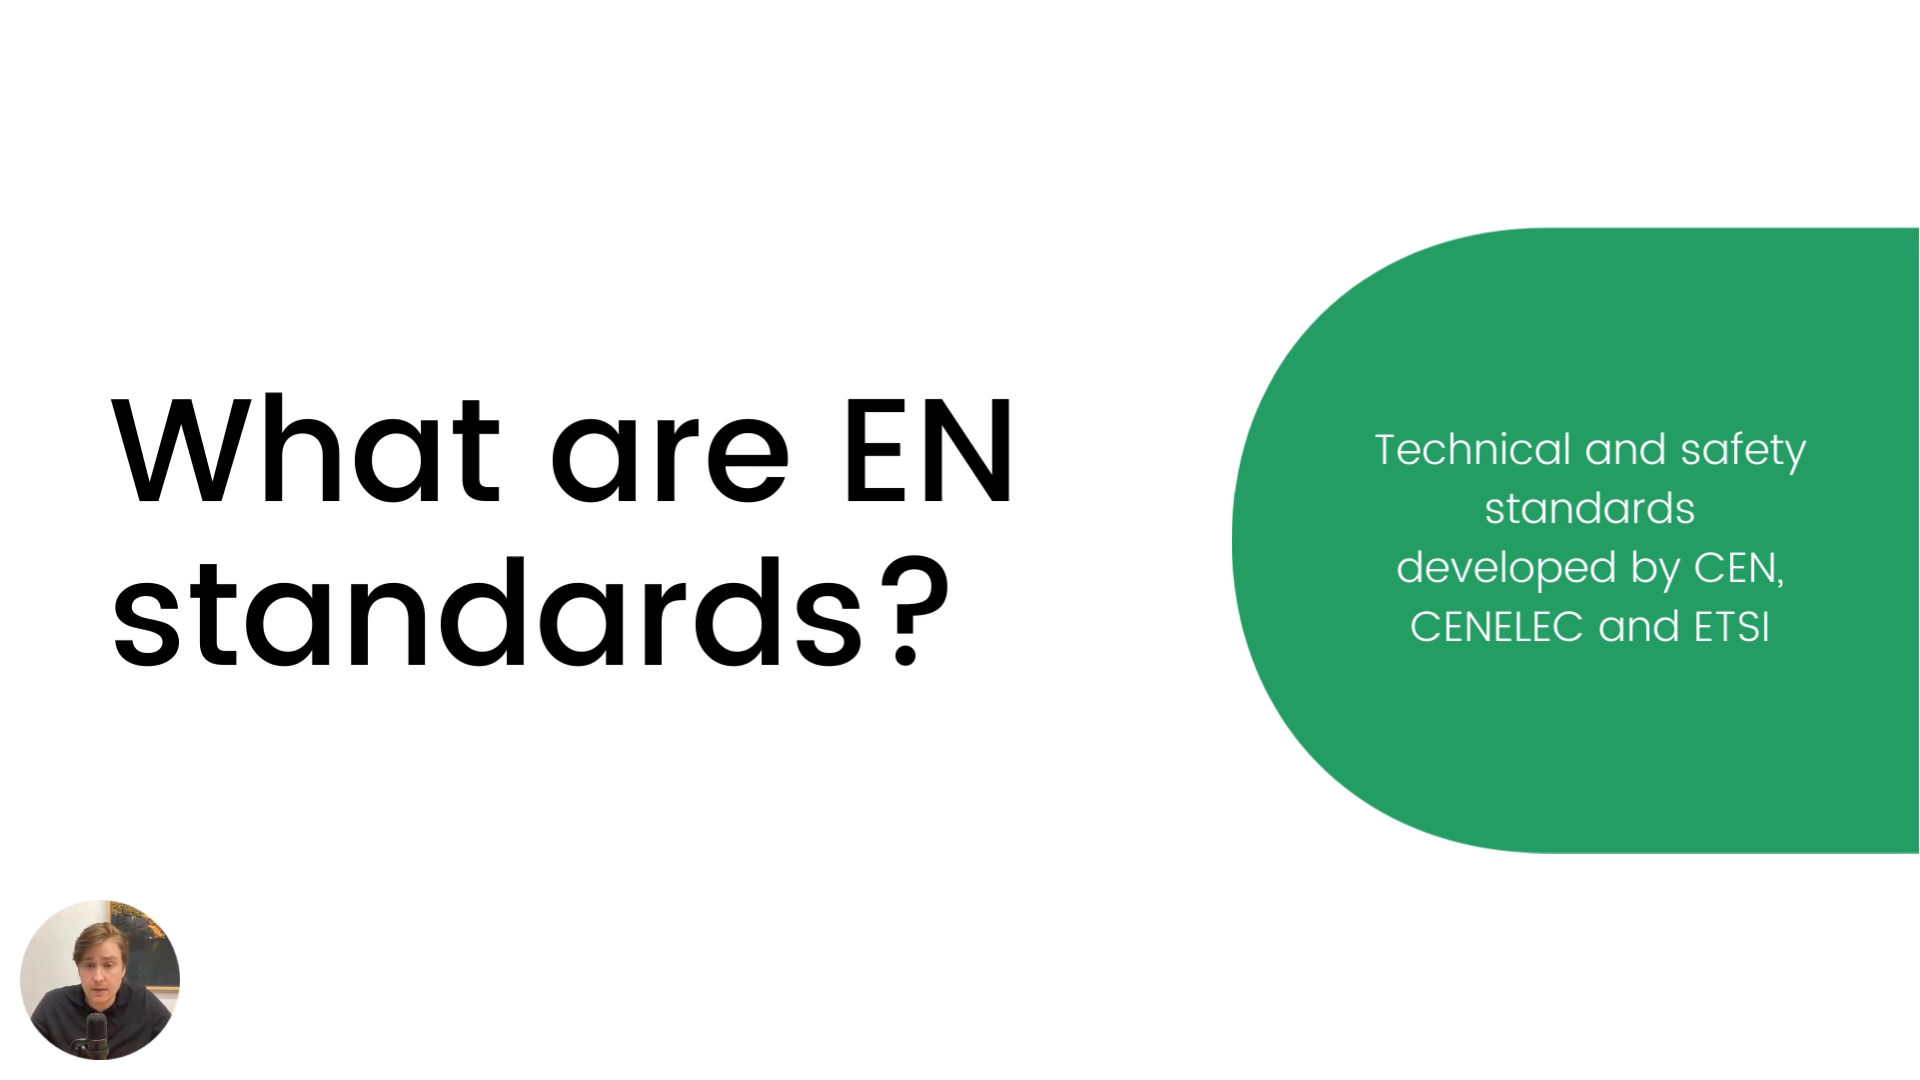 What are EN
standards?
Technical and safety
standards
developed by CEN,
CENELEC and ETSI